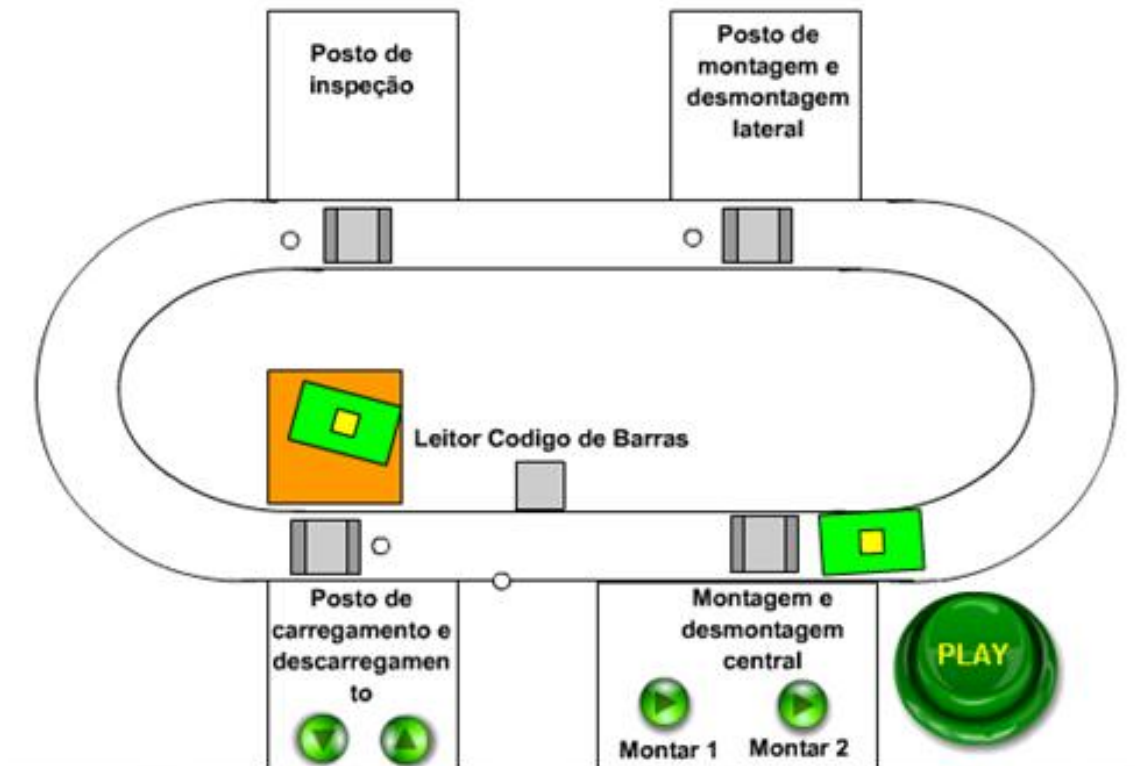 Posto de
inspeção
Posto de
montagem e
desmontagem
lateral
Leitor Codigo de Barras
Posto de
carregamento e
descarregamen
to
Montagem e
desmontagem
central
Montar 1
Montar 2
PLAY